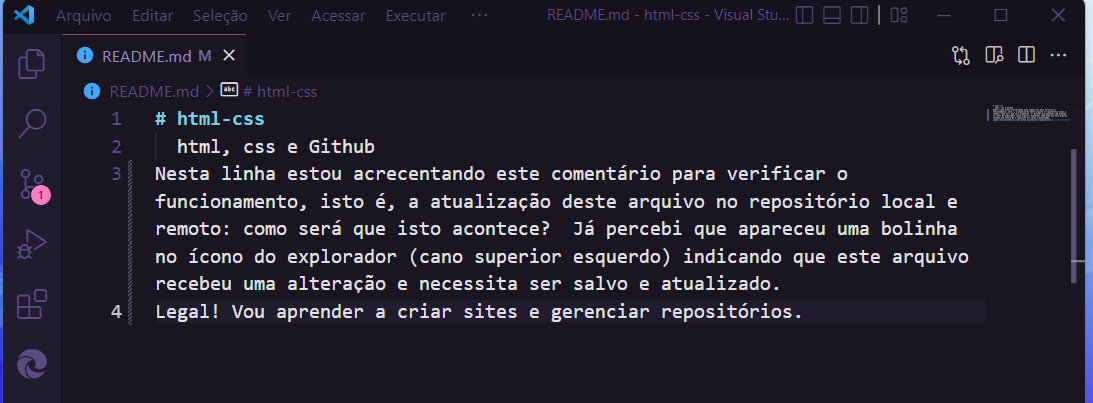 Arquivo Editar Seleção Ver Acessar Executar ··· README.md - html-css - Visual Stu...
README.md M
README.md > # html-css
1 # html-css
2 html, css e Github
3 Nesta linha estou acrecentando este comentário para verificar o
funcionamento, isto é, a atualização deste arquivo no repositório local e
remoto: como será que isto acontece?  Já percebi que apareceu uma bolinha
no ícono do explorador (cano superior esquerdo) indicando que este arquivo
recebeu uma alteração e necessita ser salvo e atualizado.
4 Legal! Vou aprender a criar sites e gerenciar repositórios.
1